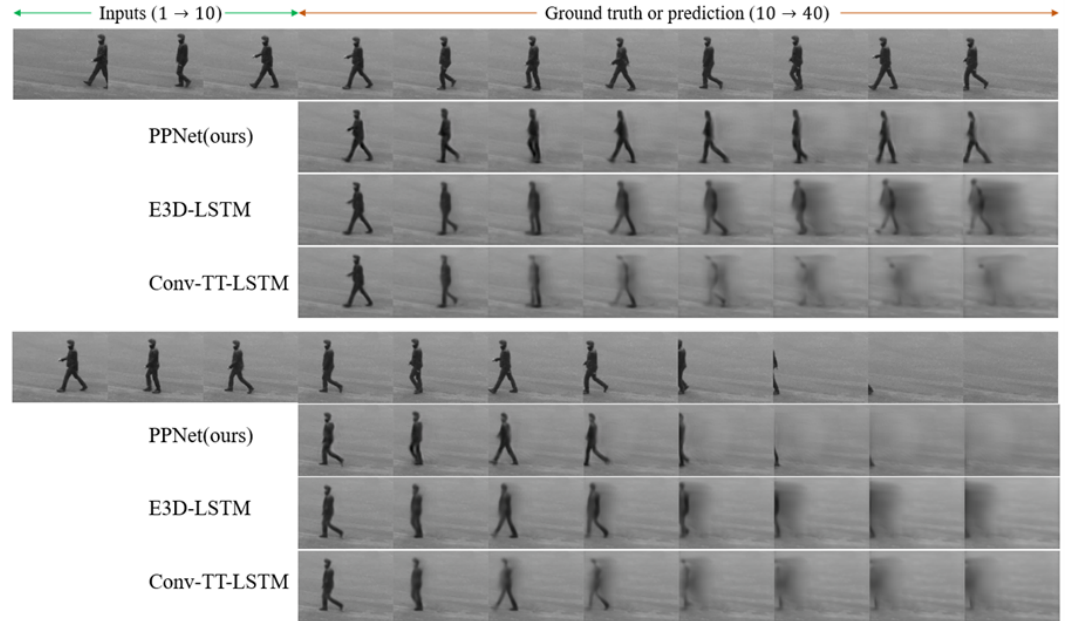 Inputs (1 → 10)
Ground truth or prediction (10 → 40)
PPNet(ours)
E3D-LSTM
Conv-TT-LSTM
PPNet(ours)
E3D-LSTM
Conv-TT-LSTM